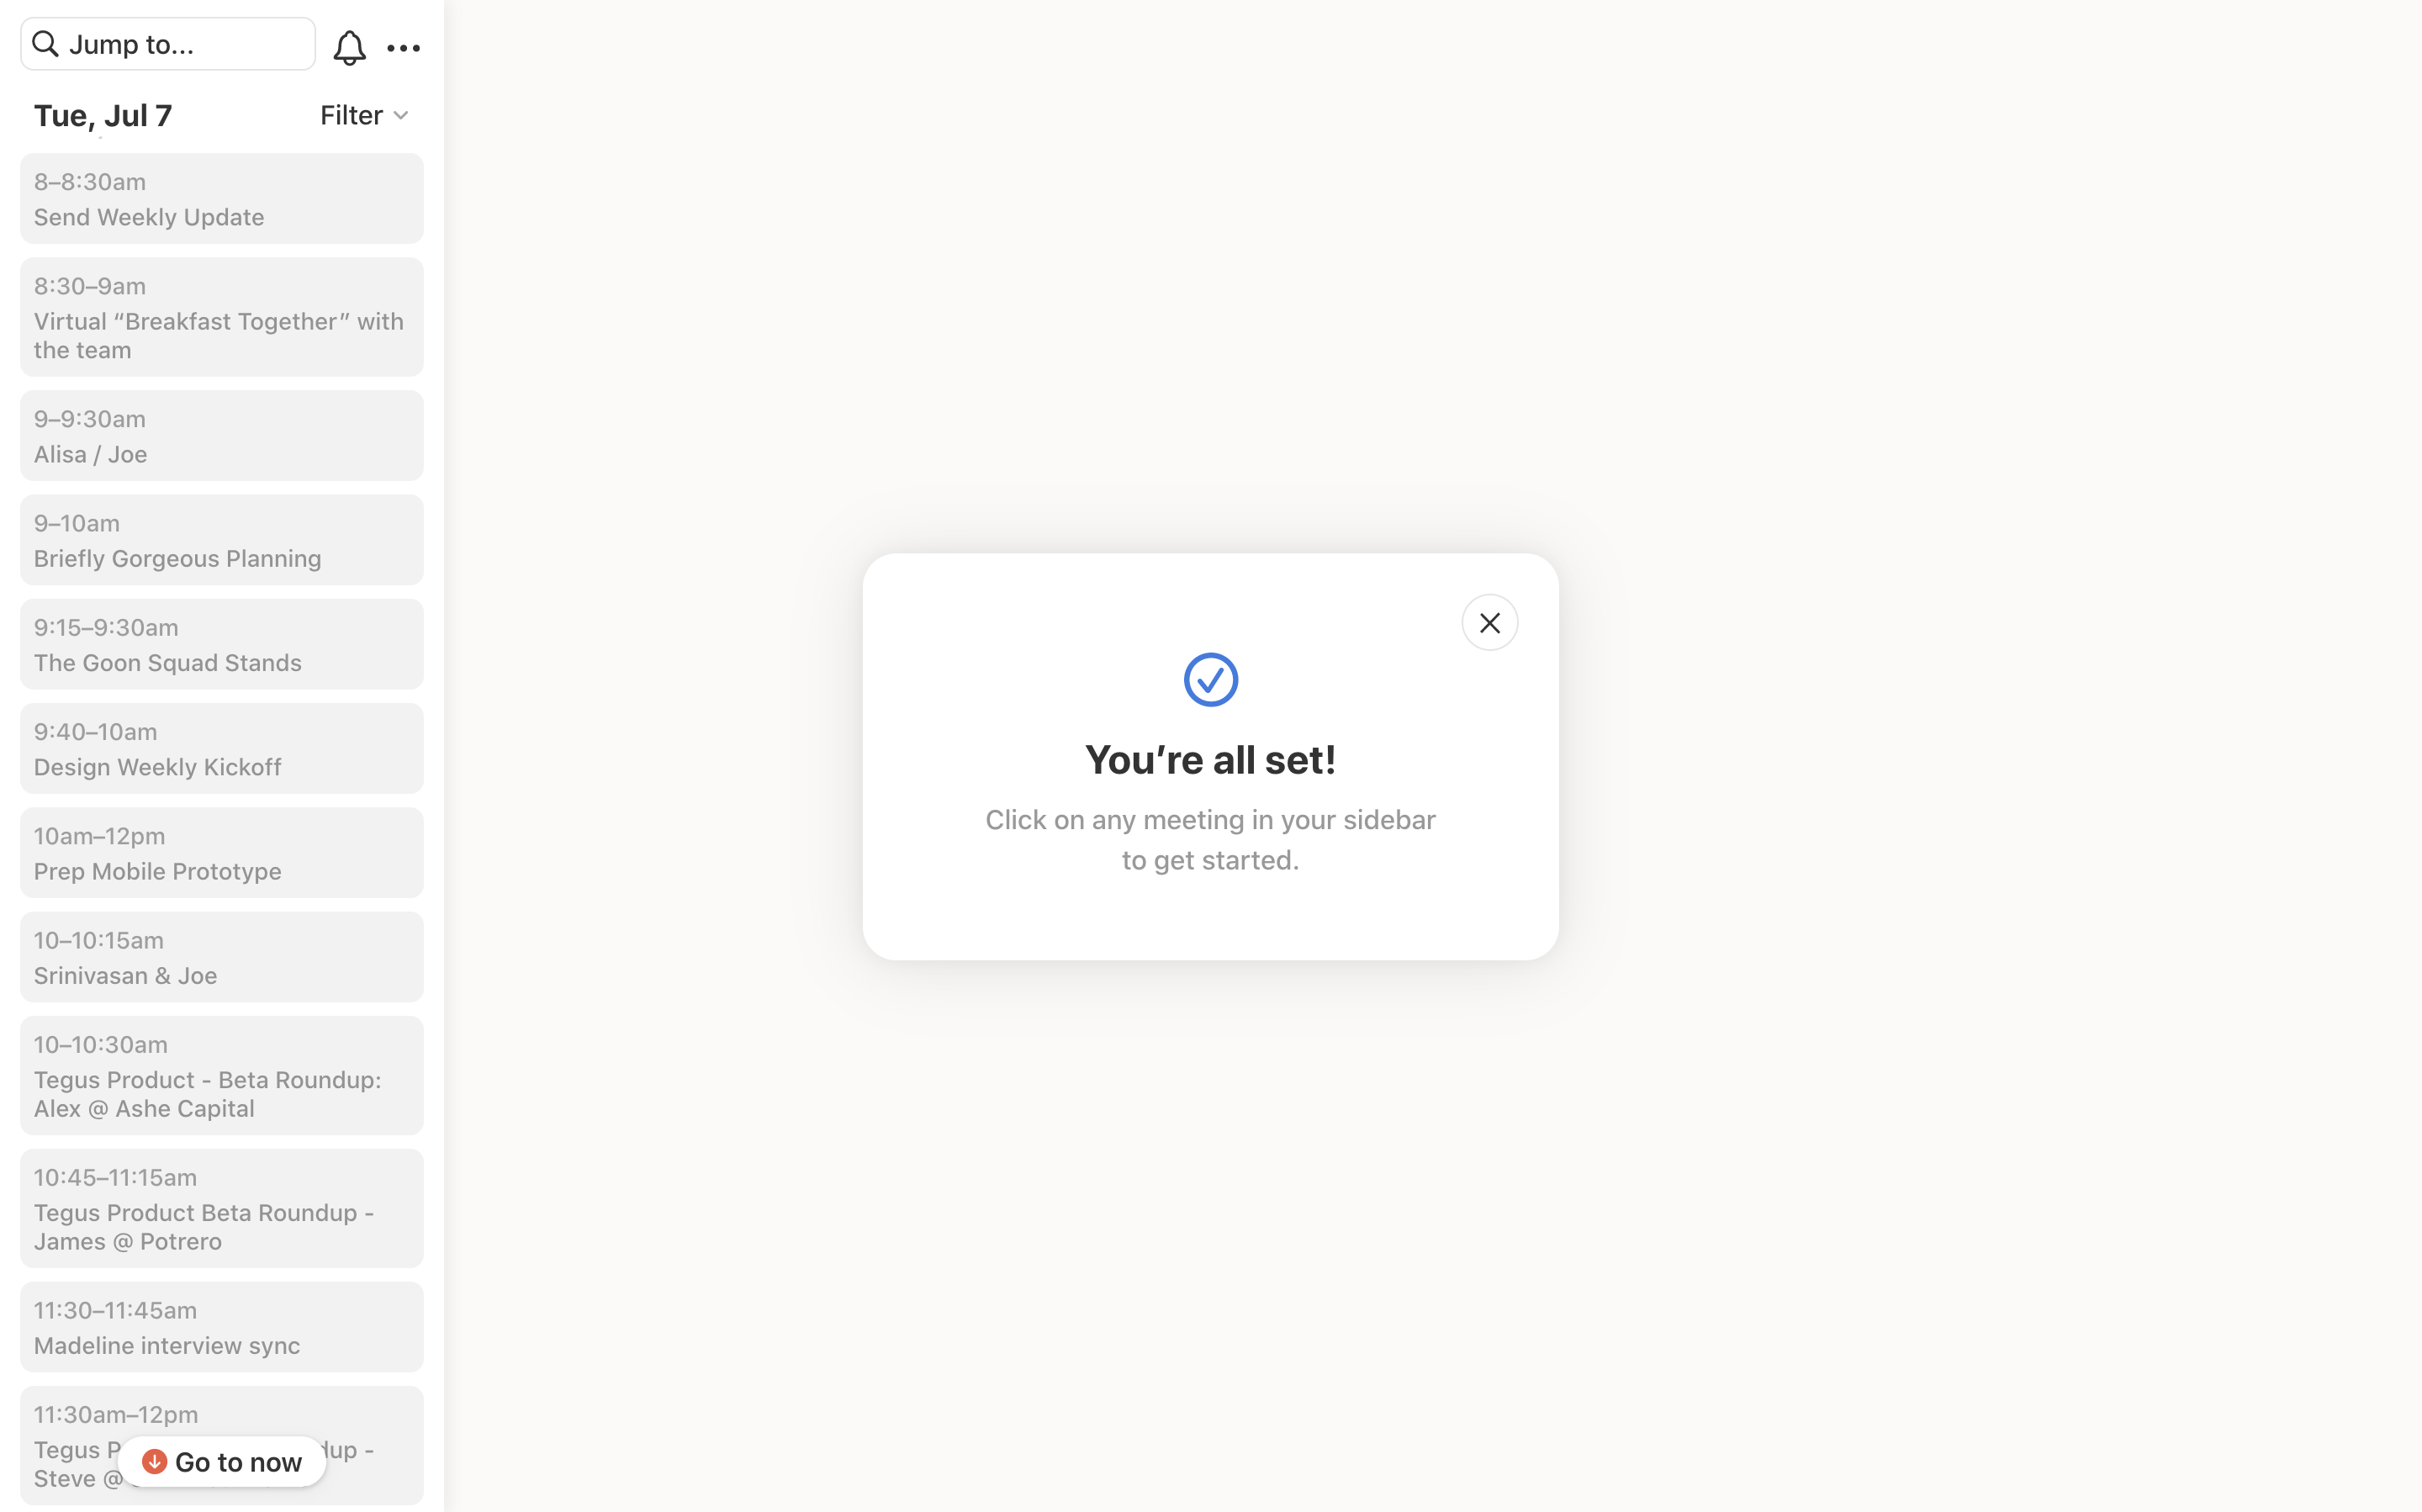 Jump to...
Tue, Jul 7
Filter
8–8:30am
Send Weekly Update
8:30–9am
Virtual “Breakfast Together” with
the team
9–9:30am
Alisa / Joe
9–10am
Briefly Gorgeous Planning
9:15–9:30am
The Goon Squad Stands
9:40–10am
Design Weekly Kickoff
10am–12pm
Prep Mobile Prototype
10–10:15am
Srinivasan & Joe
10–10:30am
Tegus Product - Beta Roundup:
Alex @ Ashe Capital
10:45–11:15am
Tegus Product Beta Roundup -
James @ Potrero
11:30–11:45am
Madeline interview sync
11:30am–12pm
Tegus
Steve @
Go to now
You’re all set!
Click on any meeting in your sidebar
to get started.